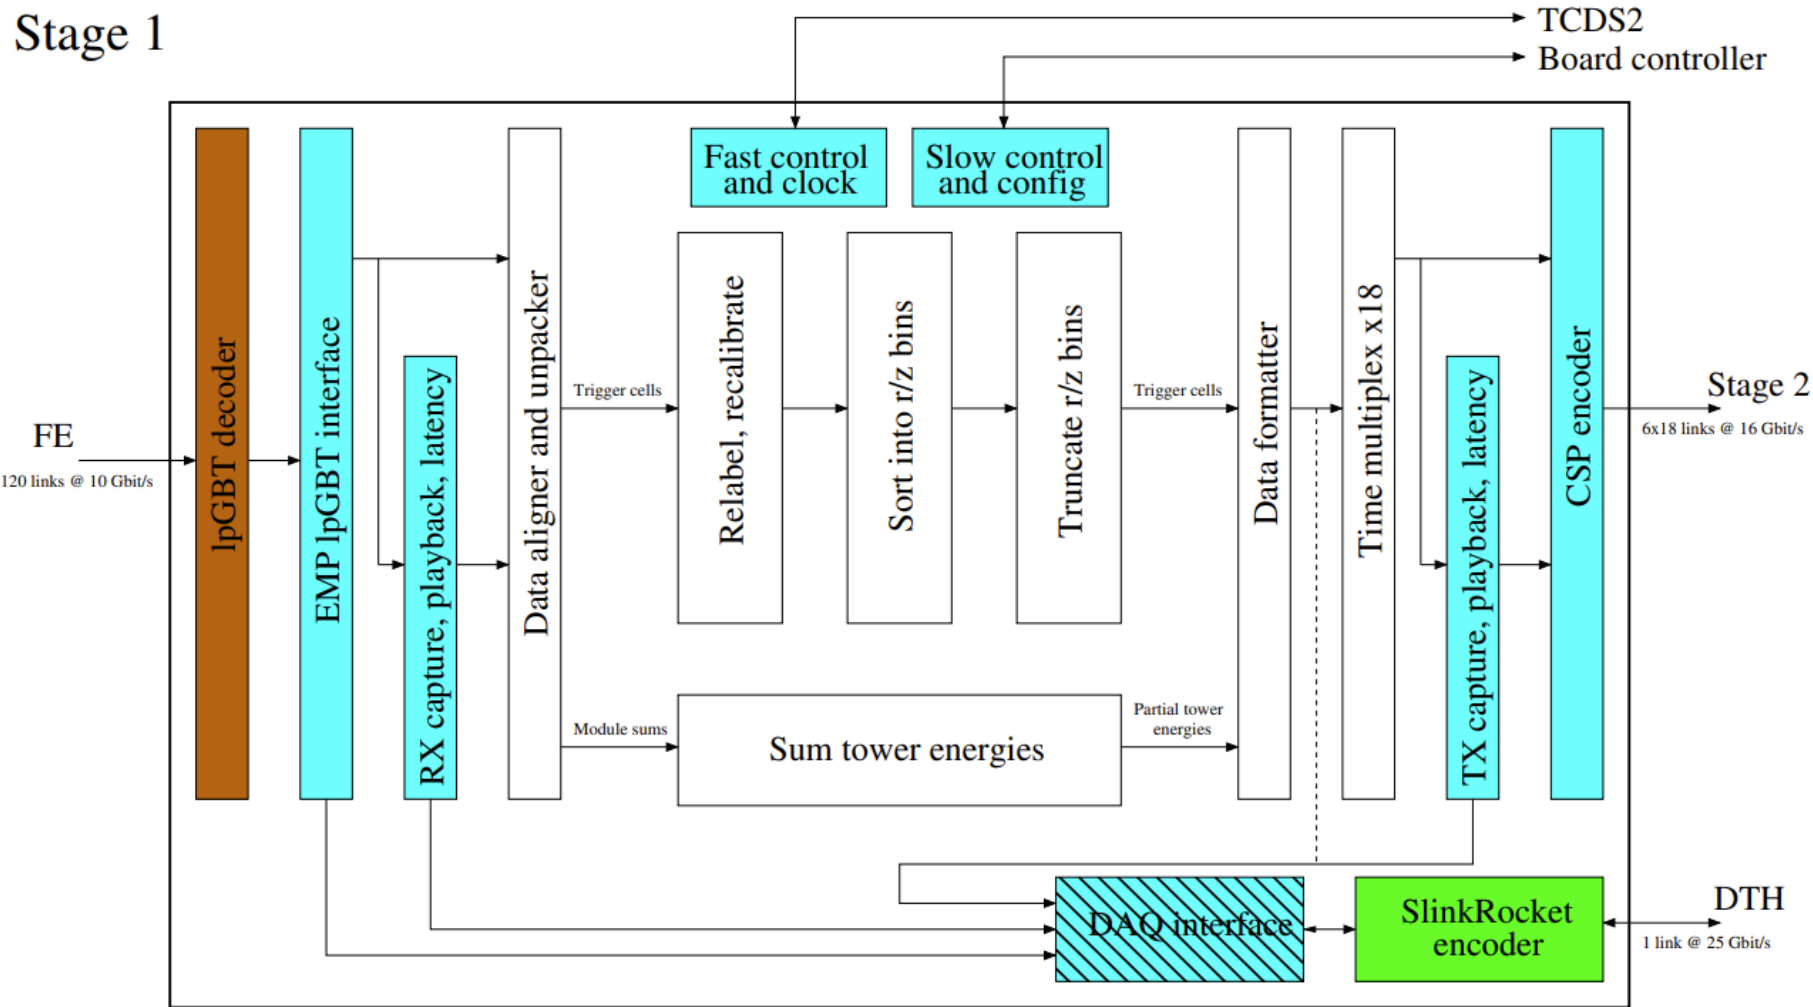 Stage 1
TCDS2
Board controller
Fast control
and clock
Slow control
and config
FE
120 links @ 10 Gbit/s
lpGBT decoder
EMP lpGBT interface
RX capture, playback, latency
Data aligner and unpacker
Trigger cells
Relabel, recalibrate
Sort into r/z bins
Truncate r/z bins
Trigger cells
Module sums
Sum tower energies
Partial tower
energies
Data formatter
Time multiplex x18
TX capture, playback, latency
CSP encoder
Stage 2
6x18 links @ 16 Gbit/s
DAQ interface
SlinkRocket
encoder
DTH
1 link @ 25 Gbit/s